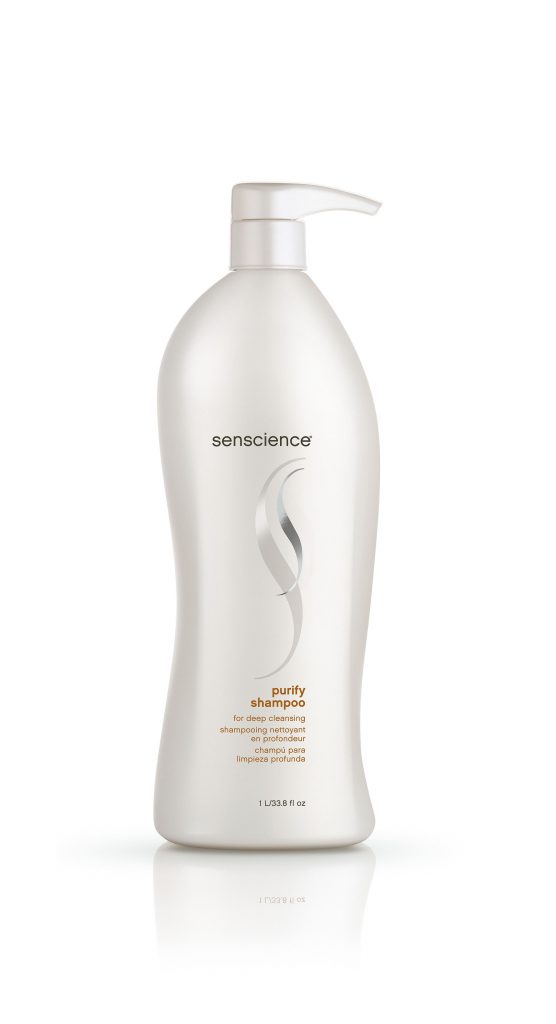 senscience®
purify
shampoo
for deep cleansing
shampooing nettoyant
en profondeur
champú para
limpieza profunda
1 L/33.8 fl oz